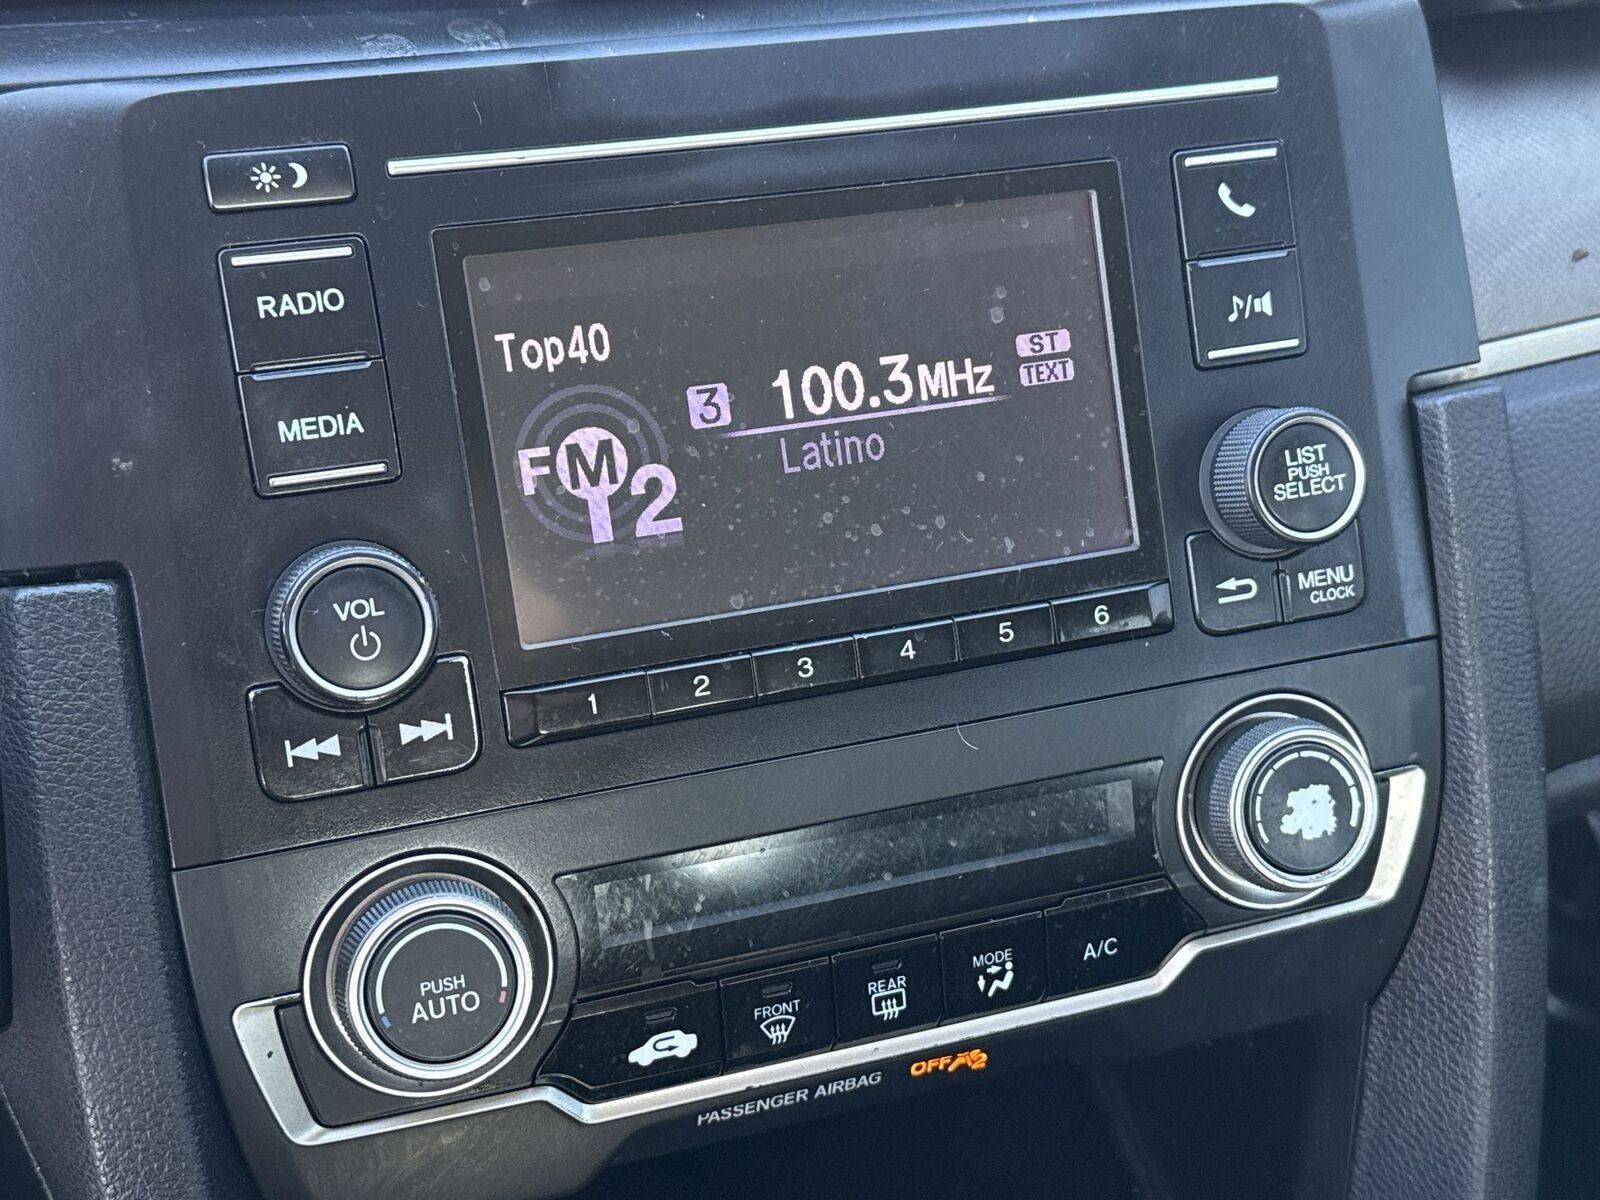 RADIO
MEDIA
VOL
Top40
FM2
3 100.3MHz ST
TEXT
Latino
LIST
PUSH
SELECT
MENU
CLOCK
1 2 3 4 5 6
PUSH
AUTO
FRONT
REAR
MODE
A/C
PASSENGER AIRBAG OFF